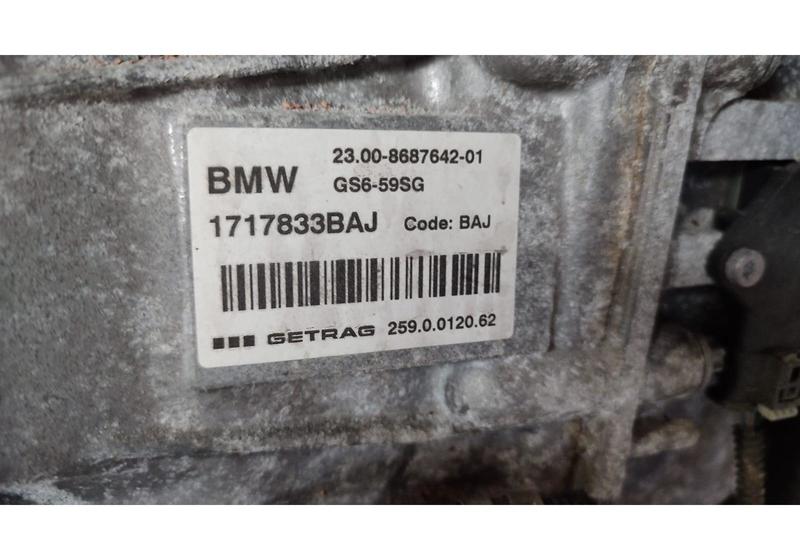 BMW
23.00-8687642-01
GS6-59SG
1717833BAJ Code: BAJ
GETRAG 259.0.0120.62